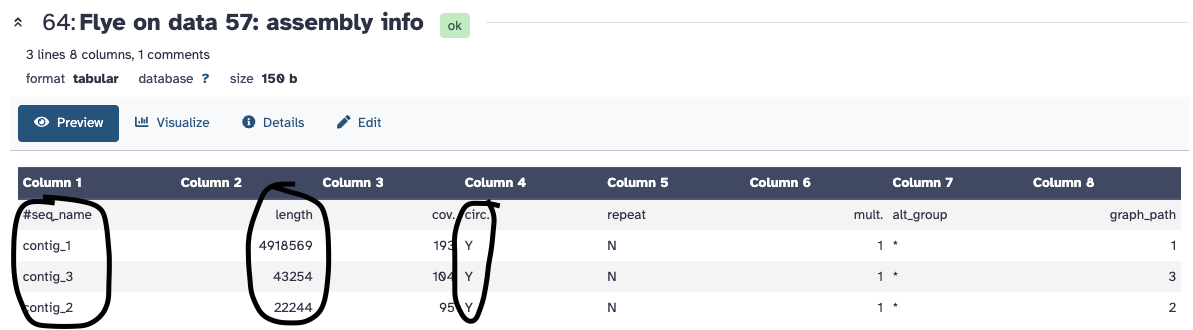 64: Flye on data 57: assembly info ok
3 lines 8 columns, 1 comments
format tabular database ? size 150 b
Preview Visualize Details Edit
Column 1 Column 2 Column 3 Column 4 Column 5 Column 6 Column 7 Column 8
#seq_name length cov. circ. repeat mult. alt_group graph_path
contig_1 4918569 193 Y N 1 * 1
contig_3 43254 104 Y N 1 * 3
contig_2 22244 95 Y N 1 * 2